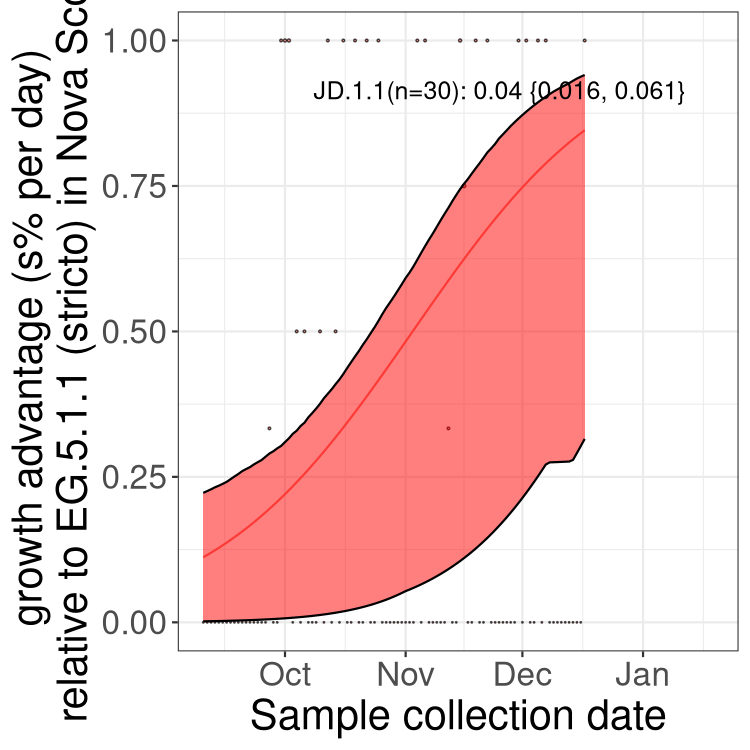 growth advantage (s% per day)
relative to EG.5.1.1 (stricto) in Nova
1.00
JD.1.1(n=30): 0.04 {0.016, 0.061}
0.75
0.50
0.25
0.00
Oct Nov Dec Jan
Sample collection date